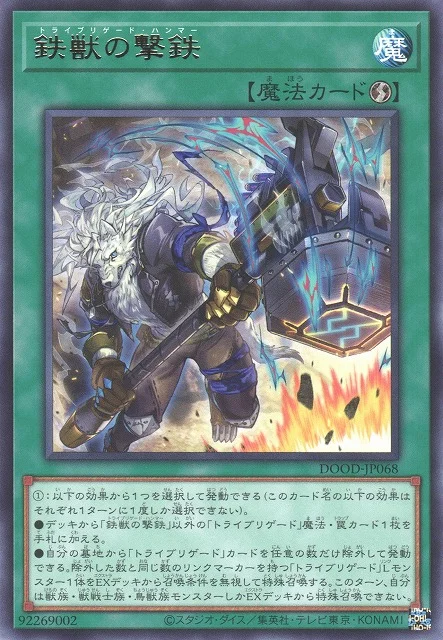 トライブリゲード・ハンマー
鉄獣の撃鉄
魔
【魔法カード】
DOOD-JP068
①：以下の効果から1つを選択して発動できる(このカード名の以下の効果は
それぞれ1ターンに1度しか選択できない)。
●デッキから「鉄獣の撃鉄」以外の「トライブリゲード」魔法・罠カード1枚を
手札に加える。
●自分の墓地から「トライブリゲード」カードを任意の数だけ除外して発動
できる。除外した数と同じ数のリンクマーカーを持つ「トライブリゲード」Lモン
スター1体をEXデッキから召喚条件を無視して特殊召喚する。このターン、自分
は獣族・獣戦士族・鳥獣族モンスターしかEXデッキから特殊召喚できない。
92269002
©スタジオ・ダイス／集英社・テレビ東京・KONAMI